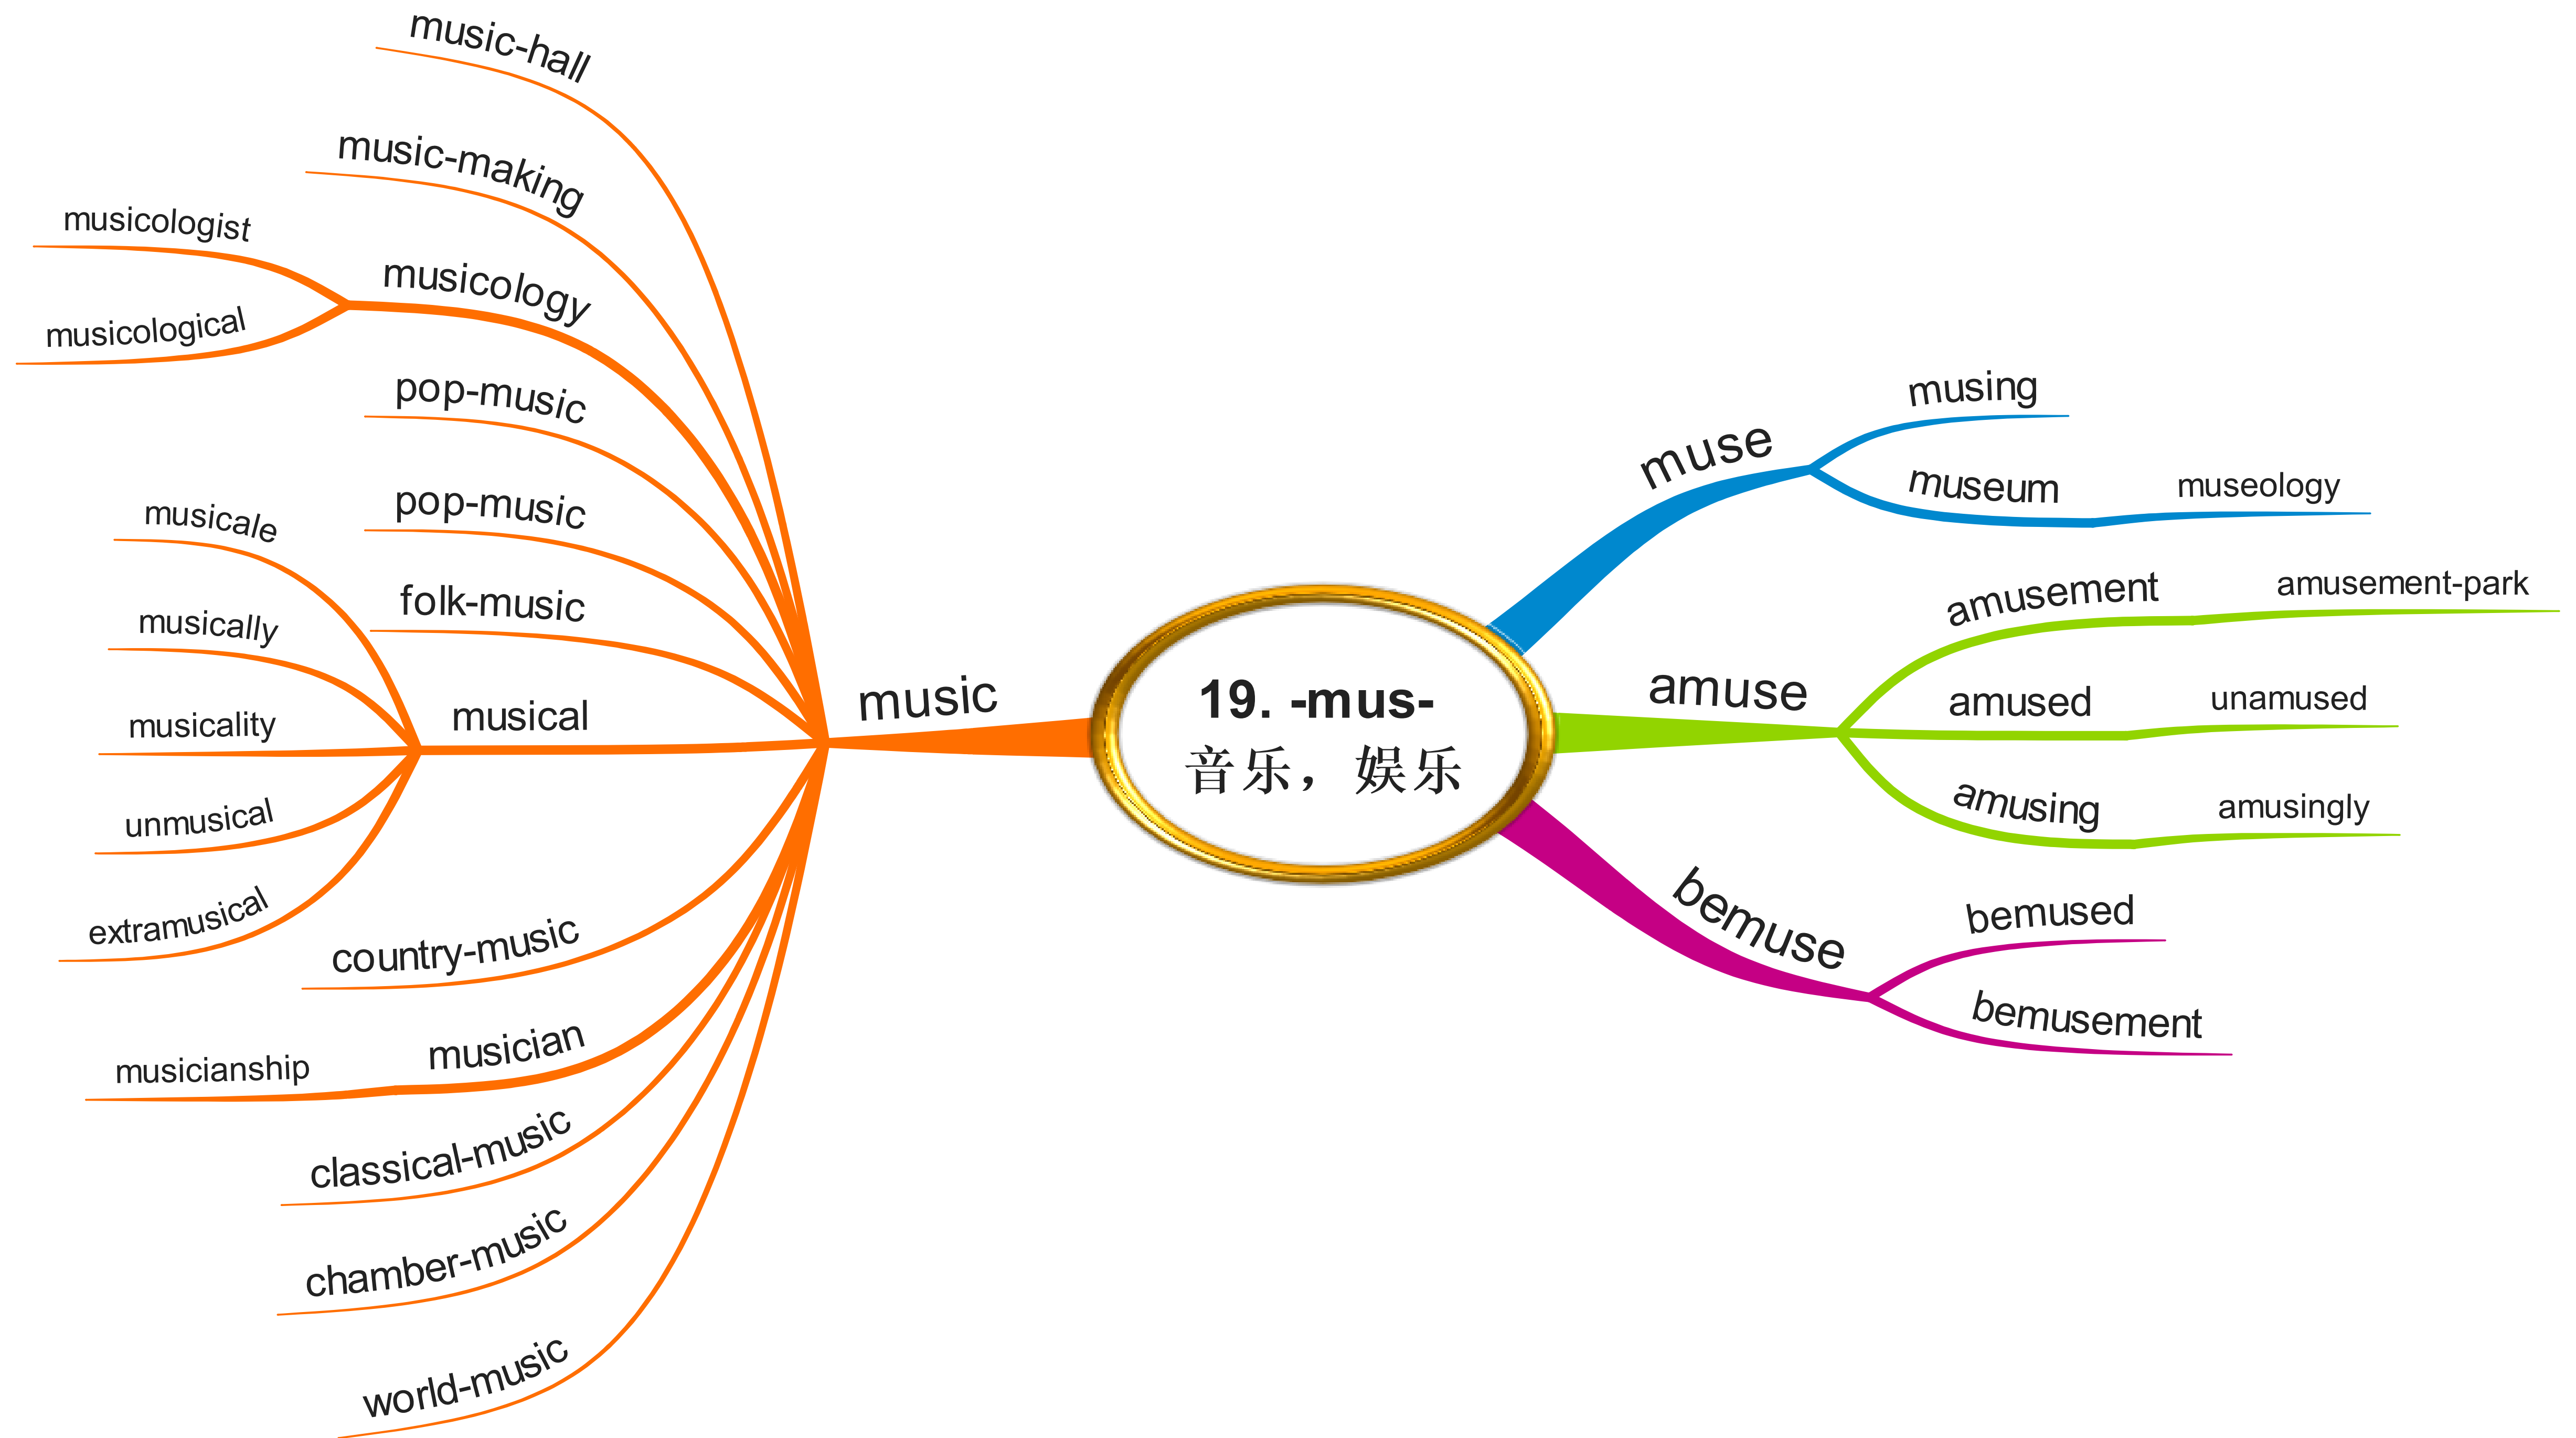 19. -mus-
音乐，娱乐
muse
musing
museum
museology
amuse
amusement
amusement-park
amused
unamused
amusing
amusingly
bemuse
bemused
bemusement
music
music-hall
music-making
musicology
musicologist
musicological
pop-music
pop-music
folk-music
musical
musicale
musically
musicality
unmusical
extramusical
country-music
musician
musicianship
classical-music
chamber-music
world-music